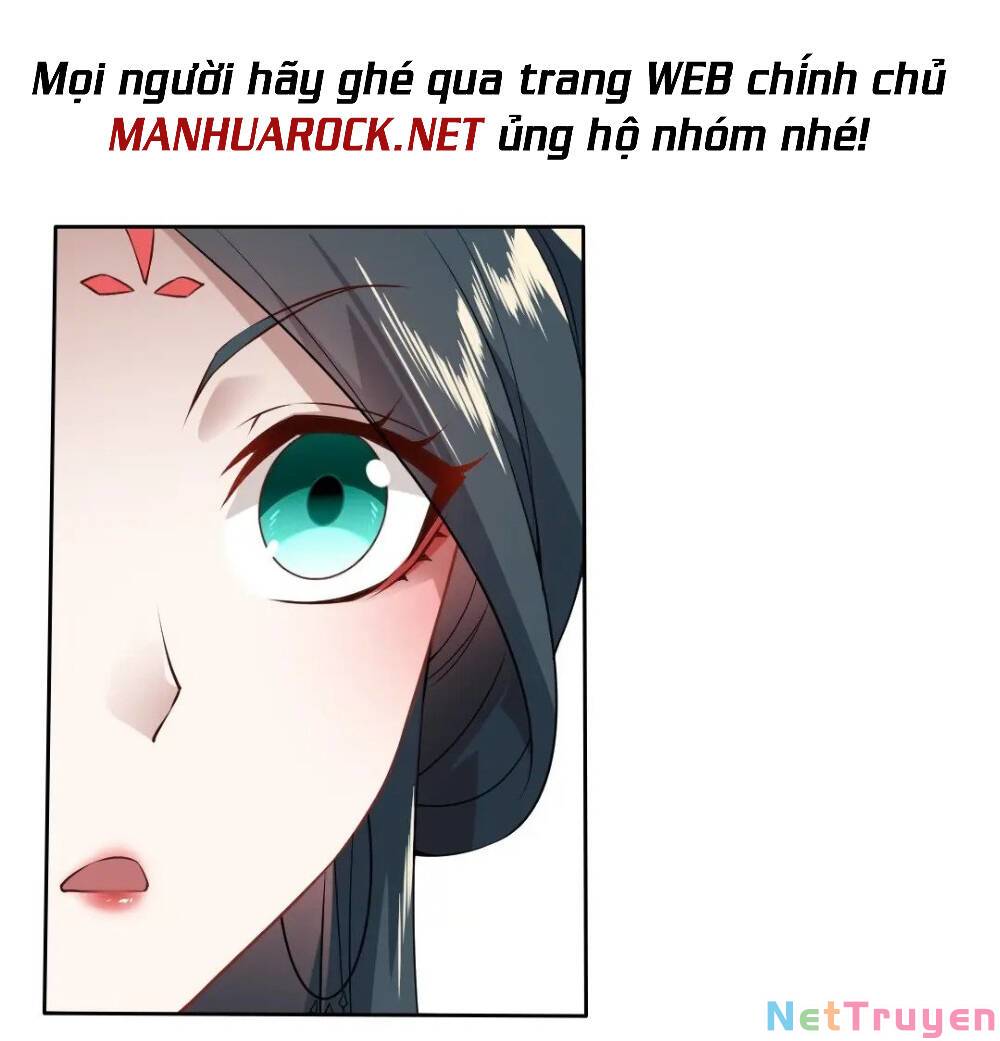 Mọi người hãy ghé qua trang WEB chính chủ
MANHUAROCK.NET ủng hộ nhóm nhé!
NetTruyen